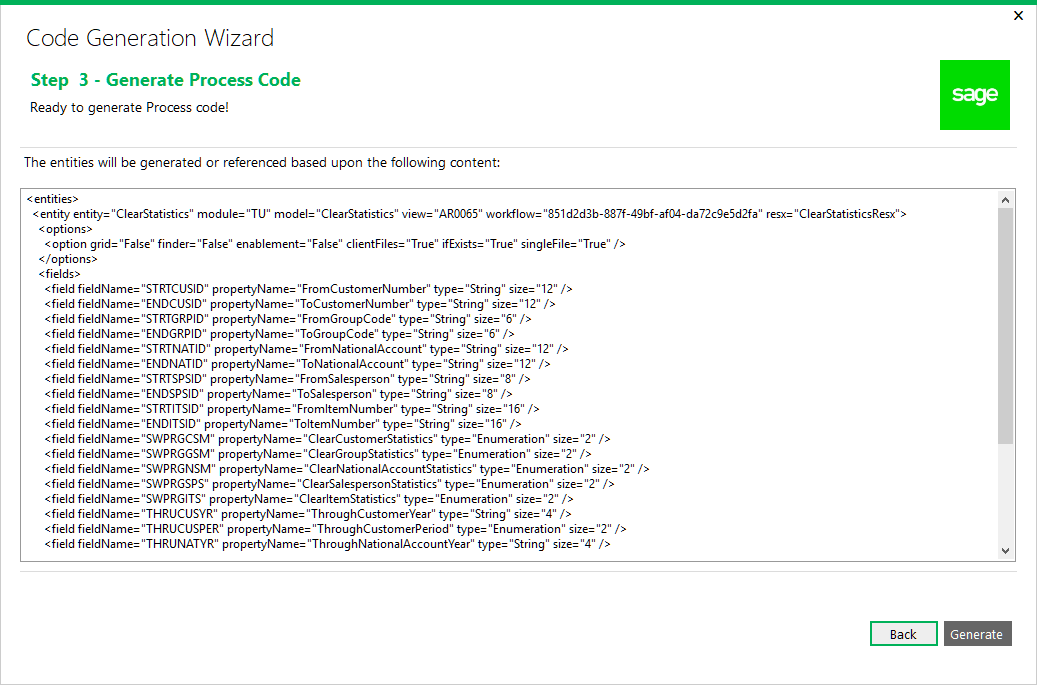 ×
Code Generation Wizard
Step 3 - Generate Process Code
Ready to generate Process code!
sage
The entities will be generated or referenced based upon the following content:
<entities>
<entity entity="ClearStatistics" module="TU" model="ClearStatistics" view="AR0065" workflow="851d2d3b-887f-49bf-af04-da72c9e5d2fa" resx="ClearStatisticsResx">
<options>
<option grid="False" finder="False" enablement="False" clientFiles="True" ifExists="True" singleFile="True" />
</options>
<fields>
<field fieldName="STRTCUSID" propertyName="FromCustomerNumber" type="String" size="12" />
<field fieldName="ENDCUSID" propertyName="ToCustomerNumber" type="String" size="12" />
<field fieldName="STRTGRPID" propertyName="FromGroupCode" type="String" size="6" />
<field fieldName="ENDGRPID" propertyName="ToGroupCode" type="String" size="6" />
<field fieldName="STRTNATID" propertyName="FromNationalAccount" type="String" size="12" />
<field fieldName="ENDNATID" propertyName="ToNationalAccount" type="String" size="12" />
<field fieldName="STRTSPSID" propertyName="FromSalesperson" type="String" size="8" />
<field fieldName="ENDSPSID" propertyName="ToSalesperson" type="String" size="8" />
<field fieldName="STRTITSID" propertyName="FromItemNumber" type="String" size="16" />
<field fieldName="ENDITSID" propertyName="ToItemNumber" type="String" size="16" />
<field fieldName="SWPRGCSM" propertyName="ClearCustomerStatistics" type="Enumeration" size="2" />
<field fieldName="SWPRGGSM" propertyName="ClearGroupStatistics" type="Enumeration" size="2" />
<field fieldName="SWPRGNSM" propertyName="ClearNationalAccountStatistics" type="Enumeration" size="2" />
<field fieldName="SWPRGSPS" propertyName="ClearSalespersonStatistics" type="Enumeration" size="2" />
<field fieldName="SWPRGITS" propertyName="ClearItemStatistics" type="Enumeration" size="2" />
<field fieldName="THRUCUSYR" propertyName="ThroughCustomerYear" type="String" size="4" />
<field fieldName="THRUCUSPER" propertyName="ThroughCustomerPeriod" type="Enumeration" size="2" />
<field fieldName="THRUNATYR" propertyName="ThroughNationalAccountYear" type="String" size="4" />
Back
Generate